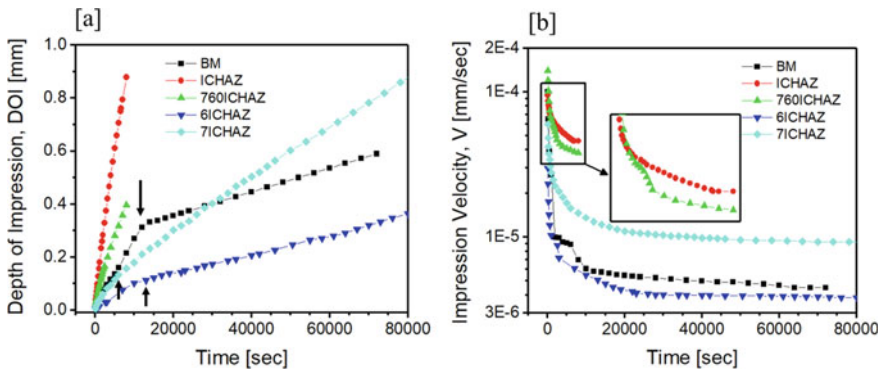 [a]
Depth of Impression, DOI [mm]
1.0
0.8
0.6
0.4
0.2
0.0
BM
ICHAZ
760ICHAZ
6ICHAZ
7ICHAZ
0
20000
40000
60000
80000
Time [sec]
[b]
Impression Velocity, V [mm/sec]
2E-4
1E-4
1E-5
3E-6
BM
ICHAZ
760ICHAZ
6ICHAZ
7ICHAZ
0
20000
40000
60000
80000
Time [sec]